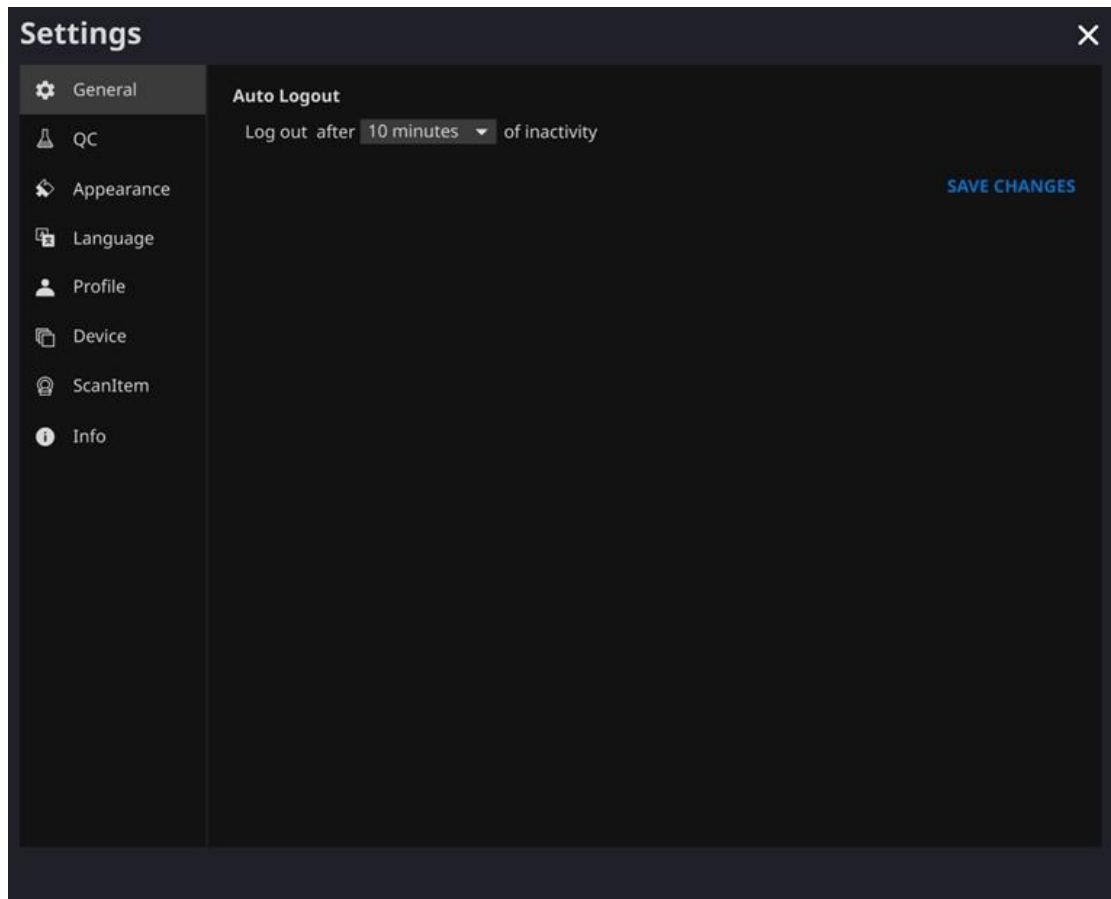 Settings
General
QC
Appearance
Language
Profile
Device
ScanItem
Info
Auto Logout
Log out after 10 minutes of inactivity
SAVE CHANGES